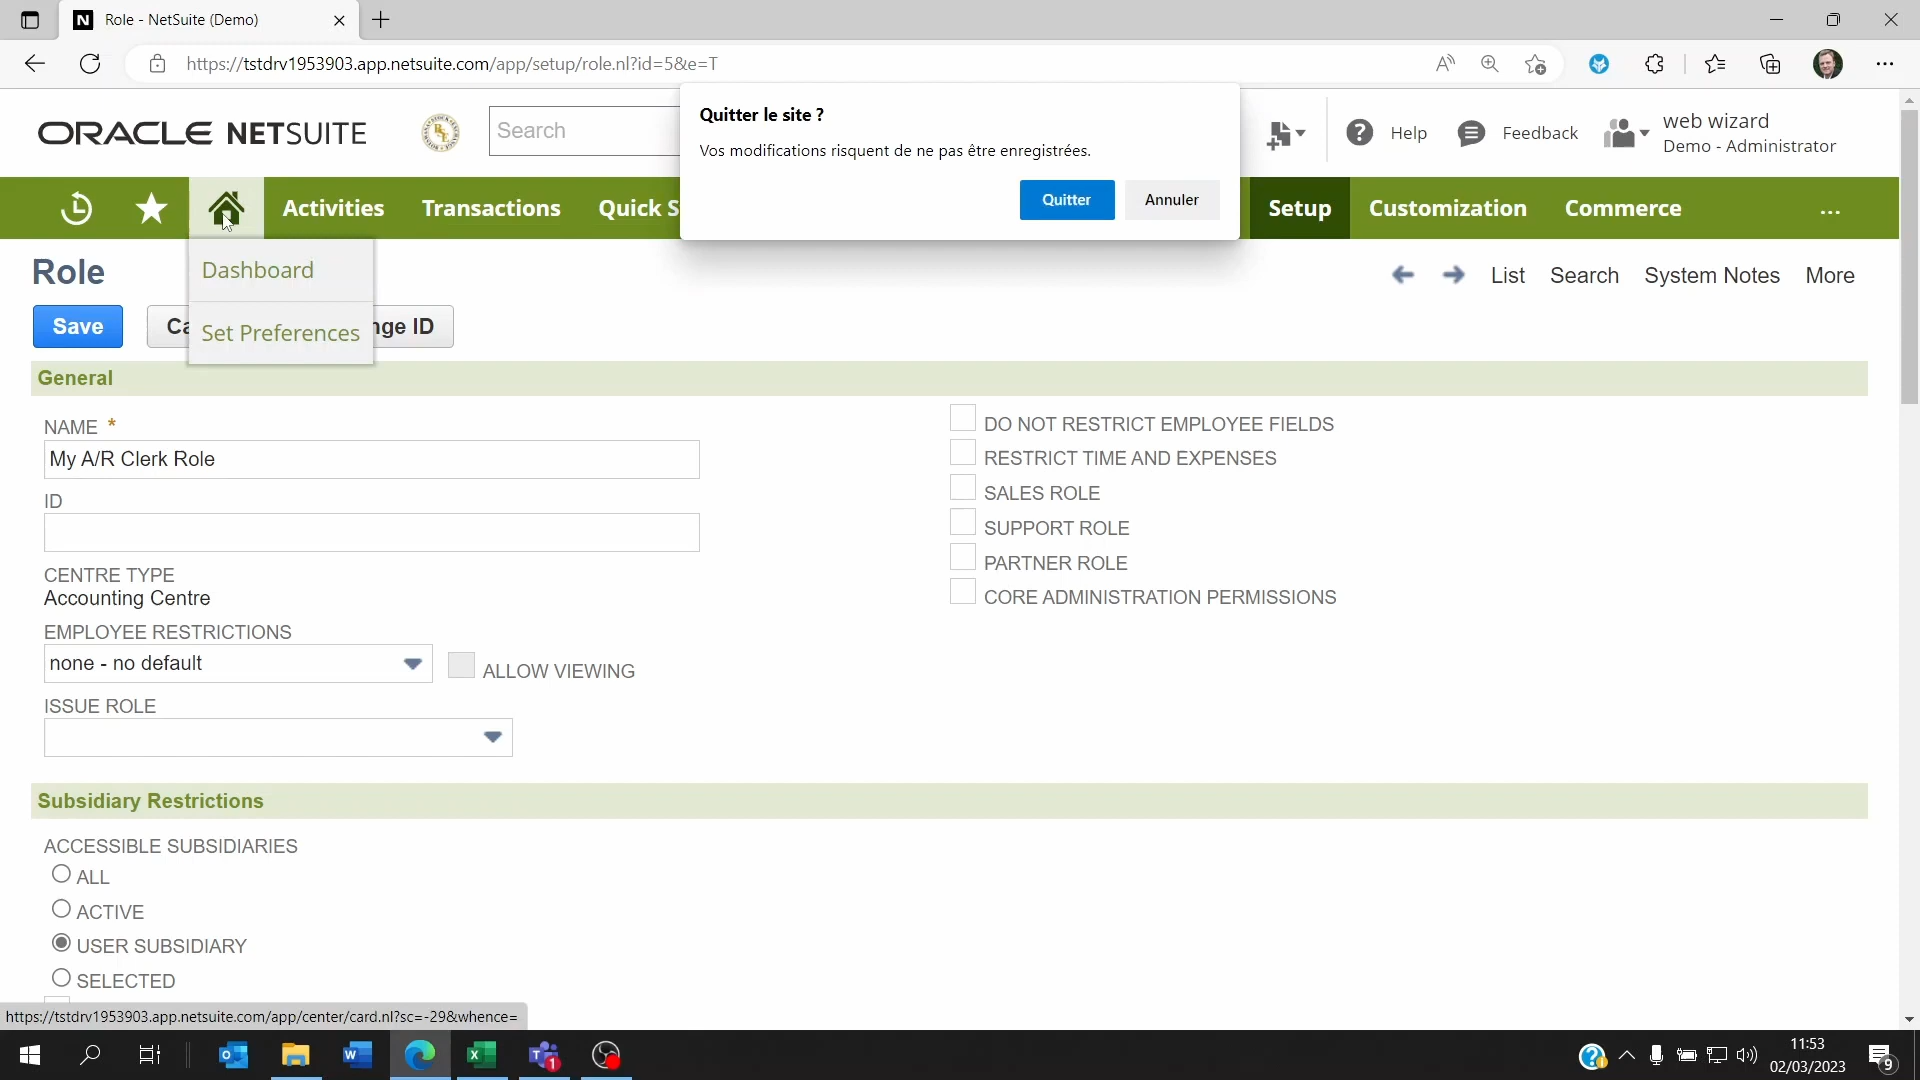 Role - NetSuite (Demo)
https://tstdrv1953903.app.netsuite.com/app/setup/role.nl?id=5&e=T
ORACLE NETSUITE
Search
Help
Feedback
web wizard
Demo - Administrator
Quitter le site ?
Vos modifications risquent de ne pas être enregistrées.
Quitter
Annuler
Activities
Transactions
Quick S
Setup
Customization
Commerce
...
Dashboard
Set Preferences
Role
List
Search
System Notes
More
Save
Ca
nge ID
General
NAME *
My A/R Clerk Role
ID
CENTRE TYPE
Accounting Centre
EMPLOYEE RESTRICTIONS
none - no default
ALLOW VIEWING
ISSUE ROLE
DO NOT RESTRICT EMPLOYEE FIELDS
RESTRICT TIME AND EXPENSES
SALES ROLE
SUPPORT ROLE
PARTNER ROLE
CORE ADMINISTRATION PERMISSIONS
Subsidiary Restrictions
ACCESSIBLE SUBSIDIARIES
ALL
ACTIVE
USER SUBSIDIARY
SELECTED
https://tstdrv1953903.app.netsuite.com/app/center/card.nl?sc=-29&whence=
11:53
02/03/2023
9
1